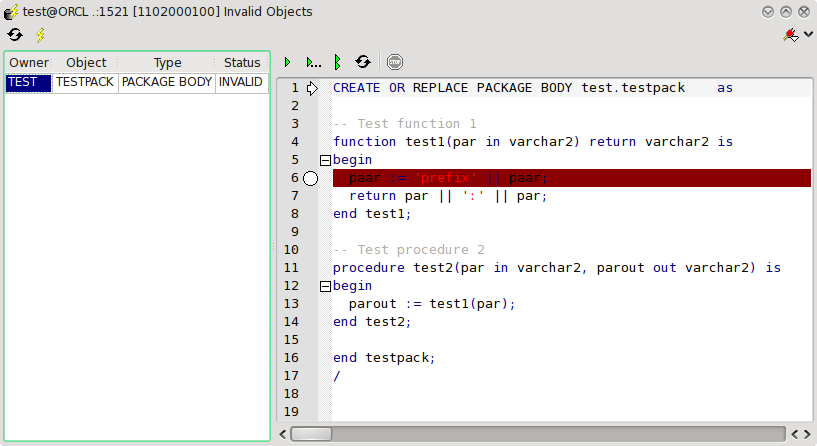 test@ORCL .:1521 [1102000100] Invalid Objects
Owner Object Type Status
TEST TESTPACK PACKAGE BODY INVALID
STOP
1 CREATE OR REPLACE PACKAGE BODY test.testpack    as
2
3 -- Test function 1
4 function test1(par in varchar2) return varchar2 is
5 begin
6   paar := 'prefix' || paar;
7   return par || ':' || par;
8 end test1;
9
10 -- Test procedure 2
11 procedure test2(par in varchar2, parout out varchar2) is
12 begin
13   parout := test1(par);
14 end test2;
15
16 end testpack;
17 /
18
19